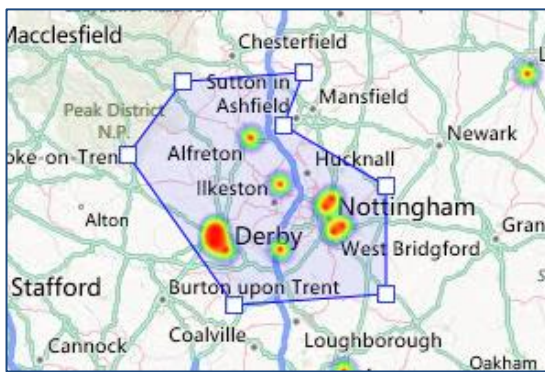 Macclesfield
Chesterfield
Sutton in
Ashfield
Mansfield
Peak District
N.P.
Newark
oke-on-Tren
Alfreton
Hucknall
Ilkeston
Nottingham
Alton
Derby
West Bridgford
Gran
Stafford
Burton upon Trent
Coalville
Loughborough
Cannock
Oakham